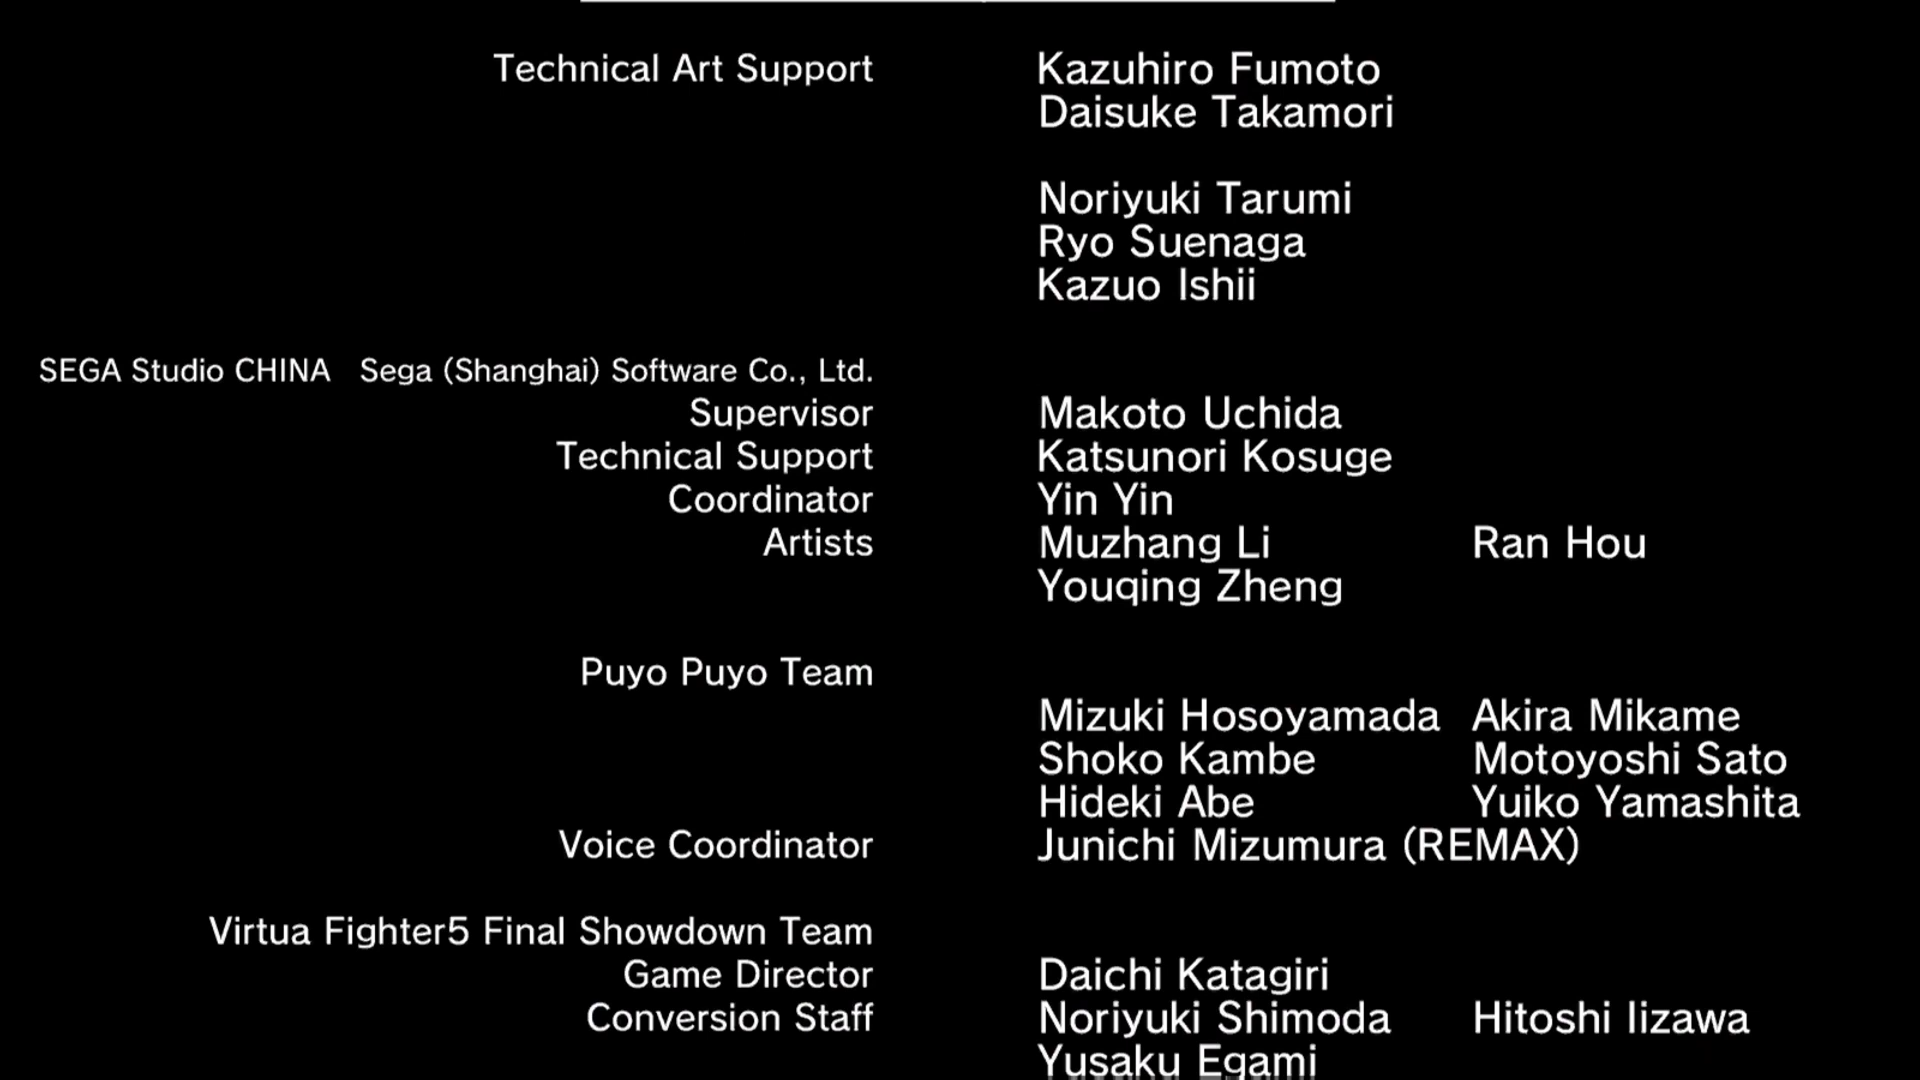 Technical Art Support Kazuhiro Fumoto
Daisuke Takamori
Noriyuki Tarumi
Ryo Suenaga
Kazuo Ishii
SEGA Studio CHINA Sega (Shanghai) Software Co., Ltd.
Supervisor Makoto Uchida
Technical Support Katsunori Kosuge
Coordinator Yin Yin
Artists Muzhang Li Ran Hou
Youqing Zheng
Puyo Puyo Team
Mizuki Hosoyamada Akira Mikame
Shoko Kambe Motoyoshi Sato
Hideki Abe Yuiko Yamashita
Voice Coordinator Junichi Mizumura (REMAX)
Virtua Fighter5 Final Showdown Team
Game Director Daichi Katagiri
Conversion Staff Noriyuki Shimoda Hitoshi Iizawa
Yusaku Egami